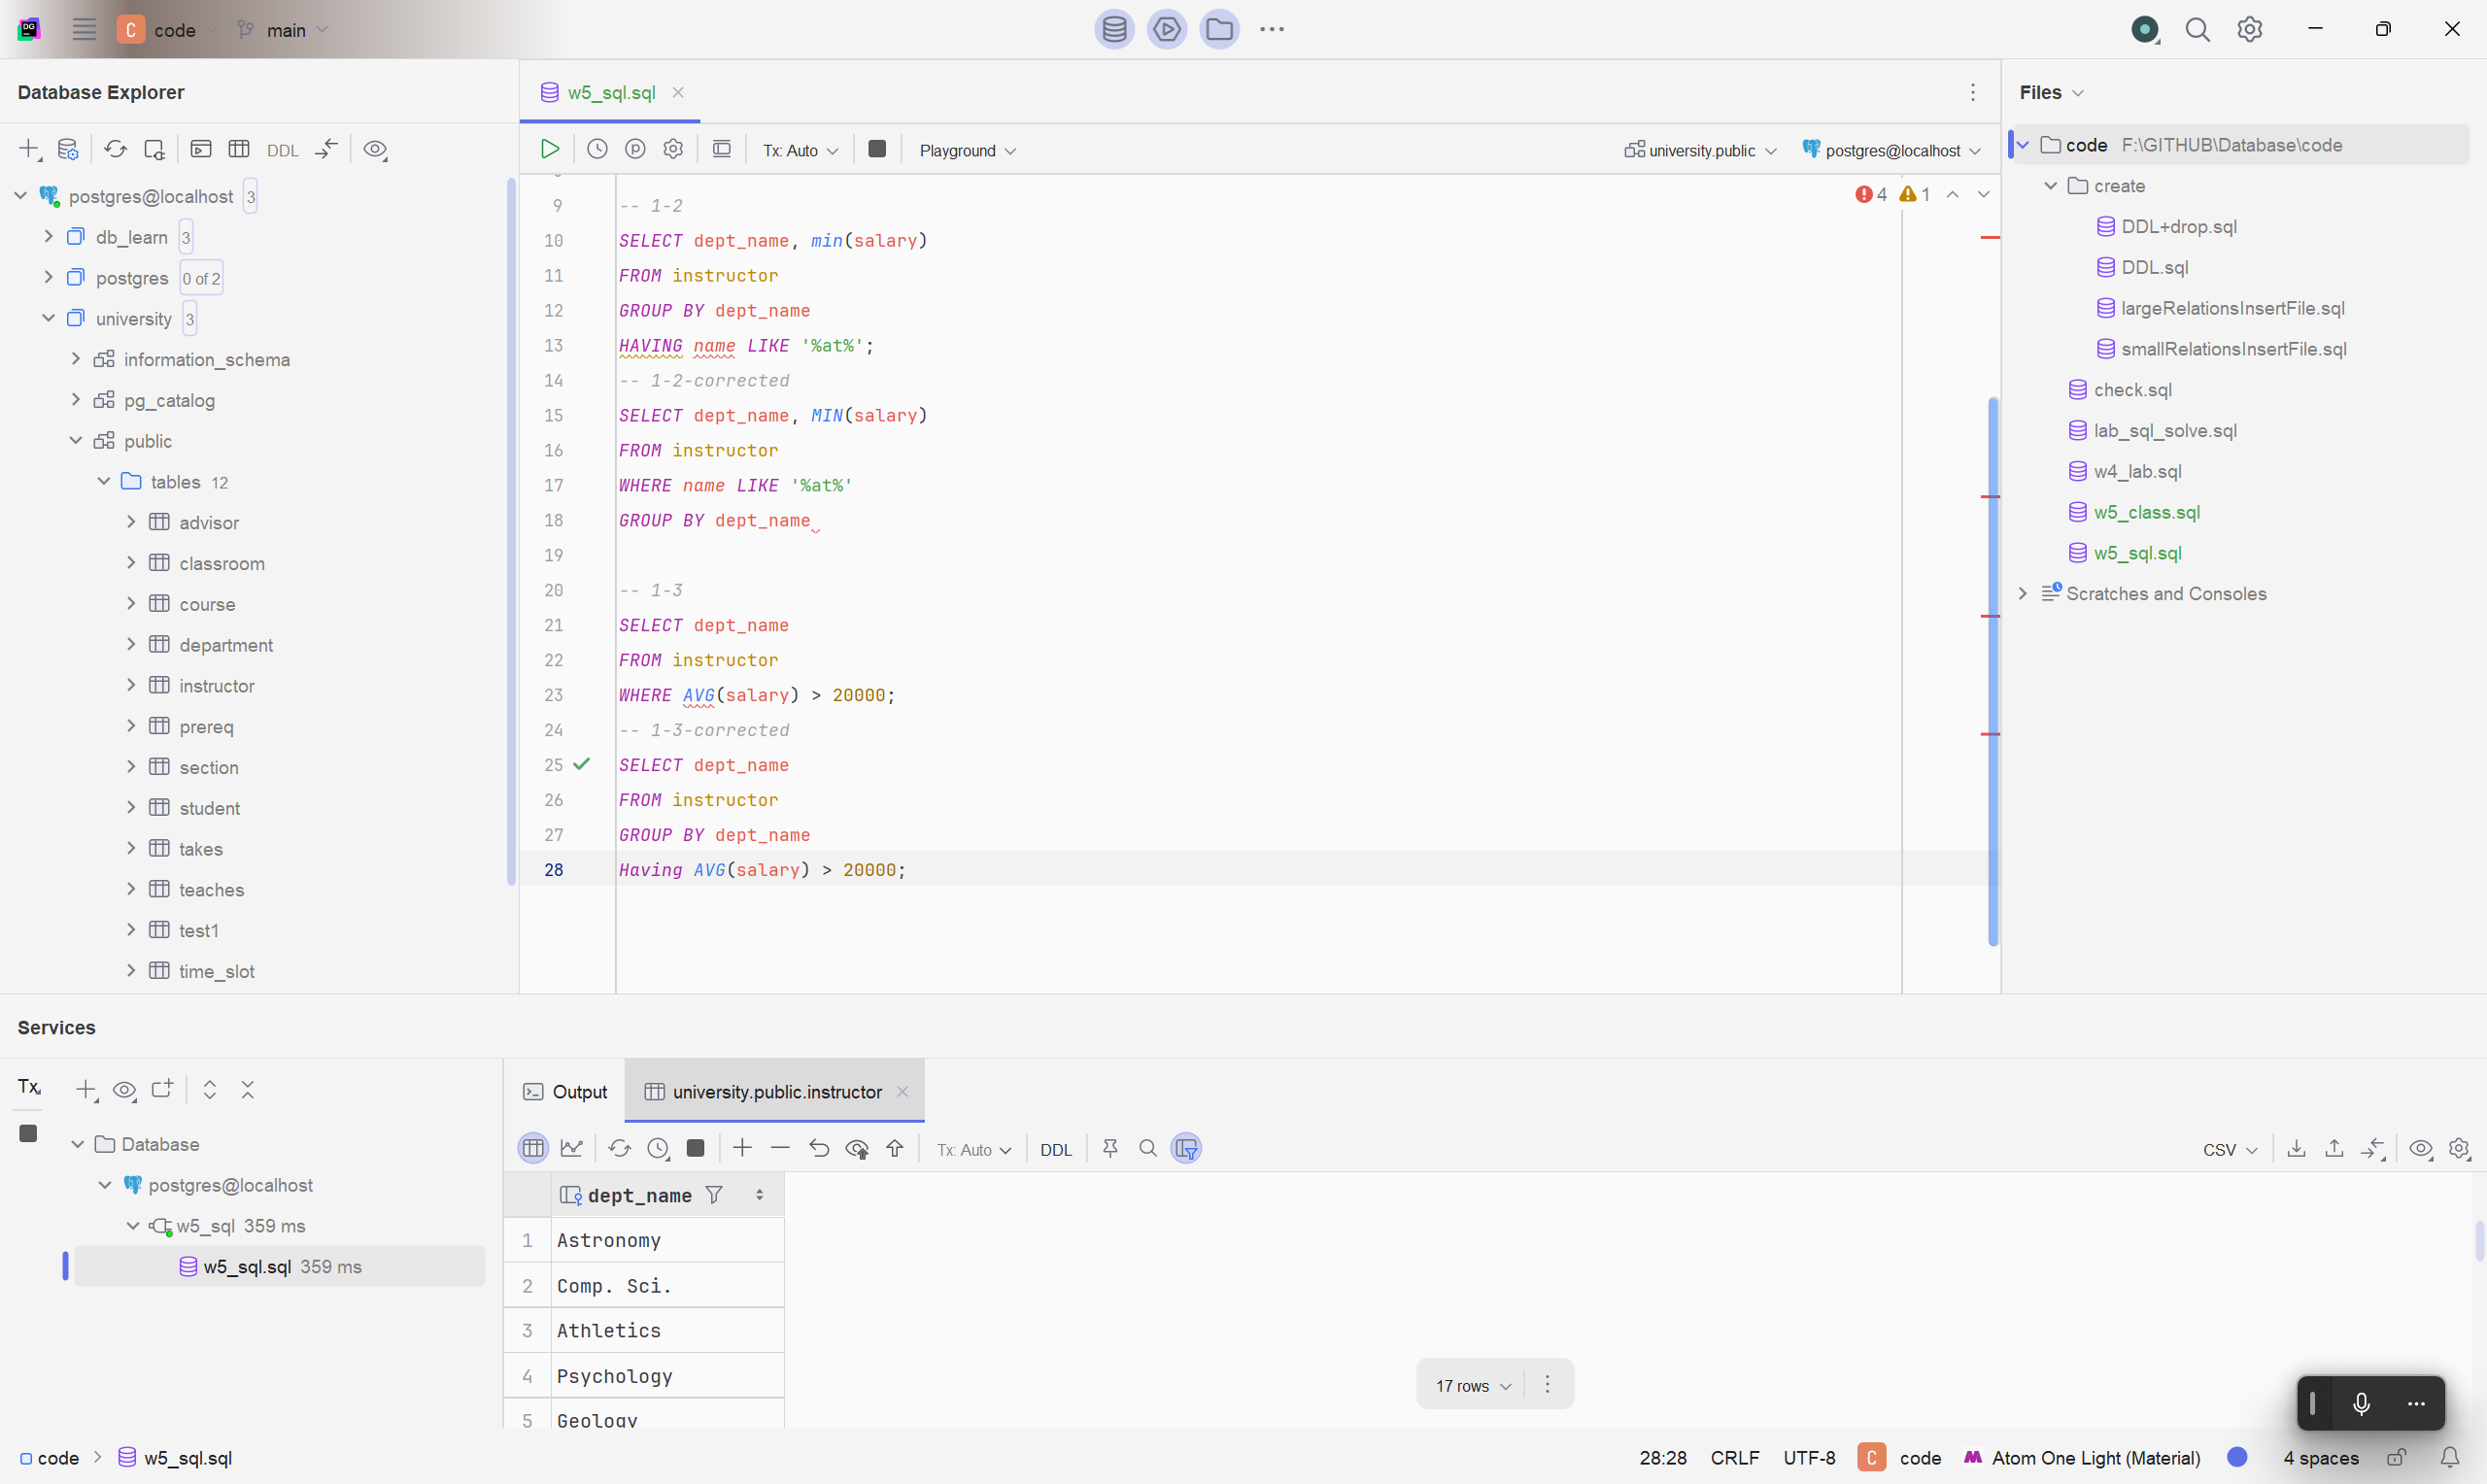 DG
C code main
Database Explorer
w5_sql.sql
Files
DDL
Tx: Auto
Playground
university.public
postgres@localhost
postgres@localhost 3
db_learn 3
postgres 0 of 2
university 3
information_schema
pg_catalog
public
tables 12
advisor
classroom
course
department
instructor
prereq
section
student
takes
teaches
test1
time_slot
4 1
9 -- 1-2
10 SELECT dept_name, min(salary)
11 FROM instructor
12 GROUP BY dept_name
13 HAVING name LIKE '%at%';
14 -- 1-2-corrected
15 SELECT dept_name, MIN(salary)
16 FROM instructor
17 WHERE name LIKE '%at%'
18 GROUP BY dept_name
19
20 -- 1-3
21 SELECT dept_name
22 FROM instructor
23 WHERE AVG(salary) > 20000;
24 -- 1-3-corrected
25 SELECT dept_name
26 FROM instructor
27 GROUP BY dept_name
28 Having AVG(salary) > 20000;
code F:\GITHUB\Database\code
create
DDL+drop.sql
DDL.sql
largeRelationsInsertFile.sql
smallRelationsInsertFile.sql
check.sql
lab_sql_solve.sql
w4_lab.sql
w5_class.sql
w5_sql.sql
Scratches and Consoles
Services
Tx
Database
postgres@localhost
w5_sql 359 ms
w5_sql.sql 359 ms
Output
university.public.instructor
Tx: Auto
DDL
CSV
dept_name
1 Astronomy
2 Comp. Sci.
3 Athletics
4 Psychology
5 Geology
17 rows
code > w5_sql.sql
28:28 CRLF UTF-8 C code Atom One Light (Material) 4 spaces